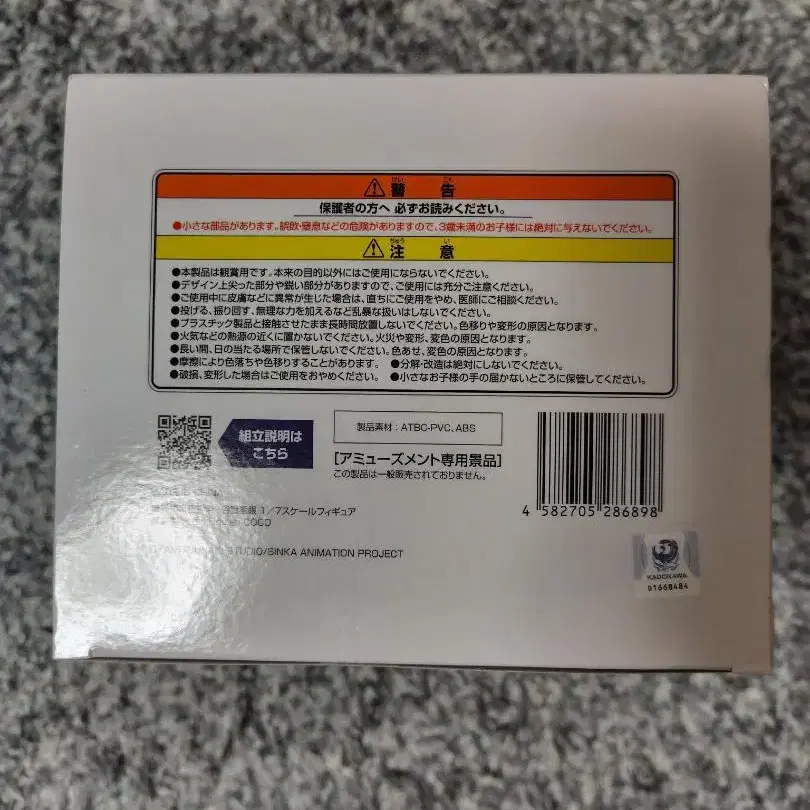 警告
保護者の方へ 必ずお読みください。
●小さな部品があります。誤飲・窒息などの危険がありますので、3歳未満のお子様には絶対に与えないでください。
注意
●本製品は観賞用です。本来の目的以外にはご使用にならないでください。
●デザイン上尖った部分や鋭い部分がありますので、ご使用には充分ご注意ください。
●ご使用中に皮膚などに異常が生じた場合は、直ちにご使用をやめ、医師にご相談ください。
●投げる、振り回す、無理な力を加えるなど乱暴な扱いはしないでください。
●プラスチック製品と接触させたまま長時間放置しないでください。色移りや変形の原因となります。
●火気などの熱源の近くに置かないでください。火災や変形、変色の原因となります。
●長い間、日の当たる場所で保管しないでください。色あせ、変色の原因となります。
●摩擦により色落ちや色移りすることがあります。 ●分解・改造は絶対にしないでください。
●破損、変形した場合はご使用をおやめください。 ●小さなお子様の手の届かないところに保管してください。
組立説明は
こちら
製品素材：ATBC-PVC、ABS
[アミューズメント専用景品]
この製品は一般販売されておりません。
1／7スケールフィギュア
COCO
STUDIO/SINKA ANIMATION PROJECT
4 582705 286898
KADOKAWA
01668484